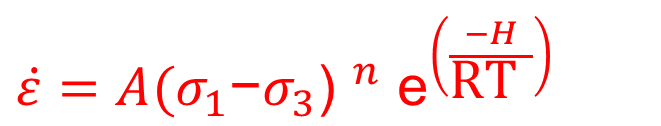 ε̇ = A(σ₁−σ₃) ⁿ e^(−H/RT)